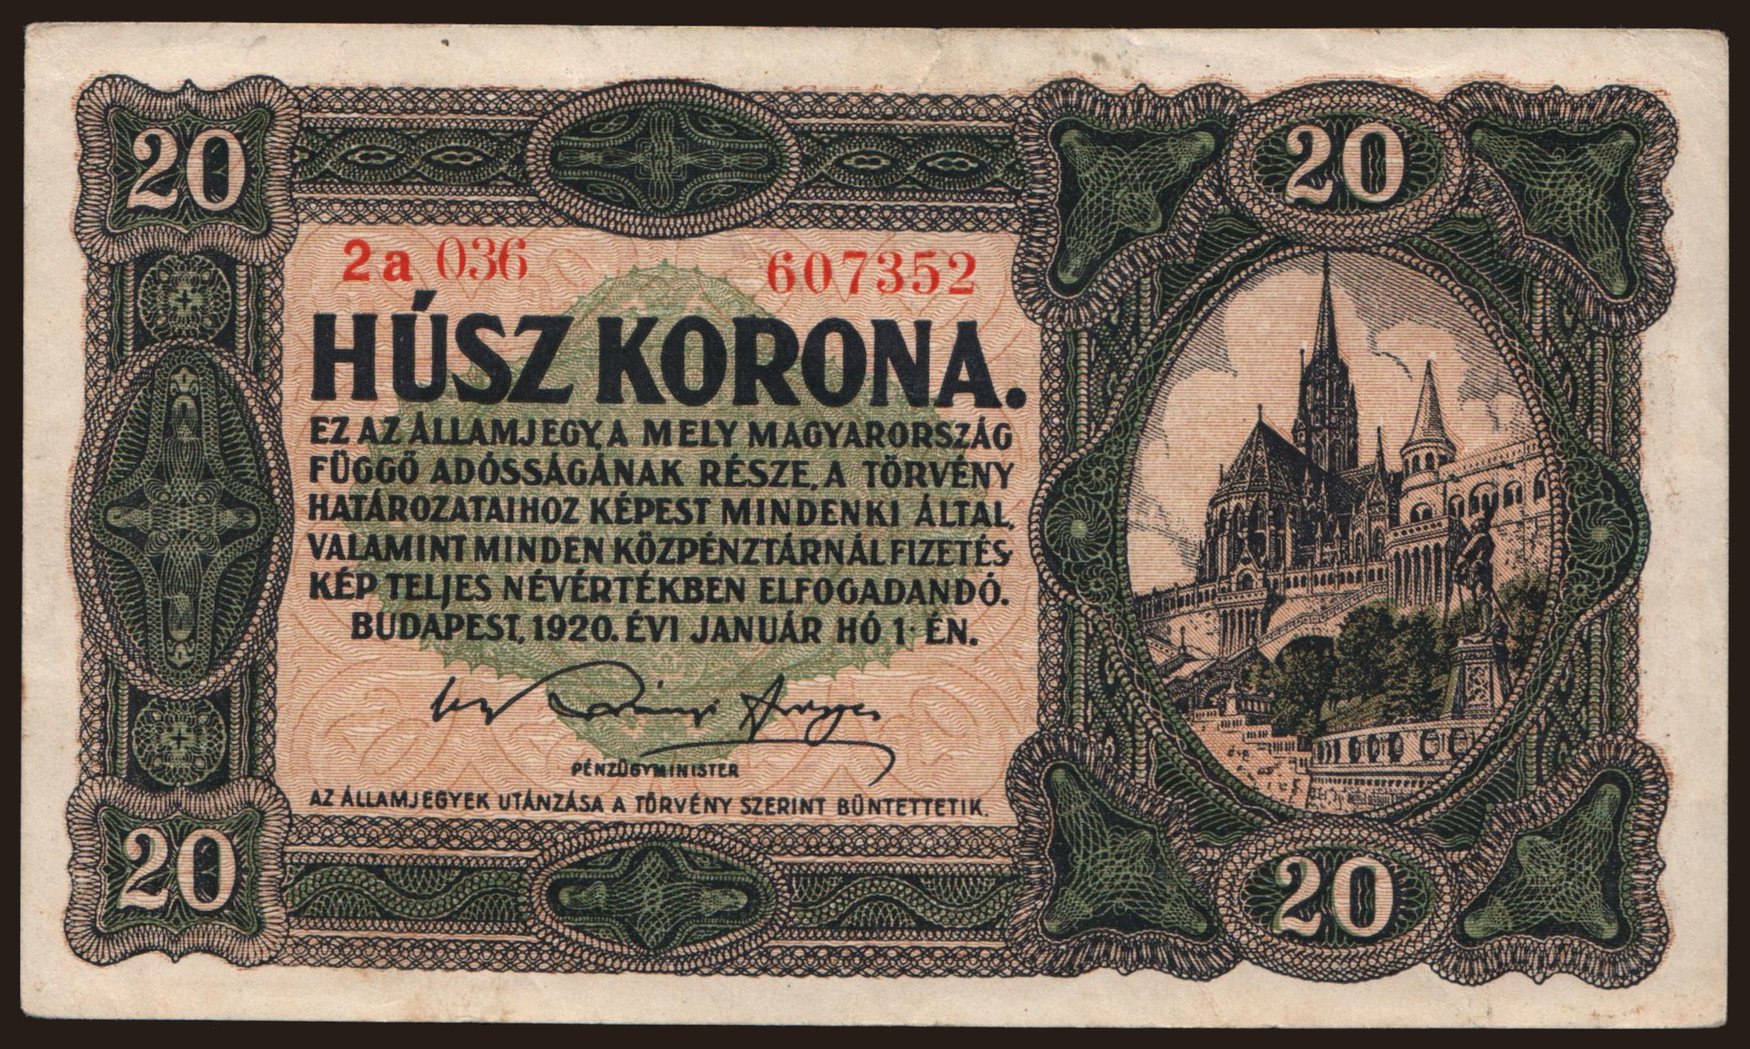 20
20
2a 036 607352
HÚSZ KORONA.
EZ AZ ÁLLAMJEGY, A MELY MAGYARORSZÁG
FÜGGŐ ADÓSSÁGÁNAK RÉSZE, A TÖRVÉNY
HATÁROZATAIHOZ KÉPEST MINDENKI ÁLTAL,
VALAMINT MINDEN KÖZPÉNZTÁRNÁL FIZETÉS-
KÉP TELJES NÉVÉRTÉKBEN ELFOGADANDÓ.
BUDAPEST, 1920. ÉVI JANUÁR HÓ 1-ÉN.
PÉNZÜGYMINISTER
AZ ÁLLAMJEGYEK UTÁNZÁSA A TÖRVÉNY SZERINT BÜNTETTETIK.
20
20